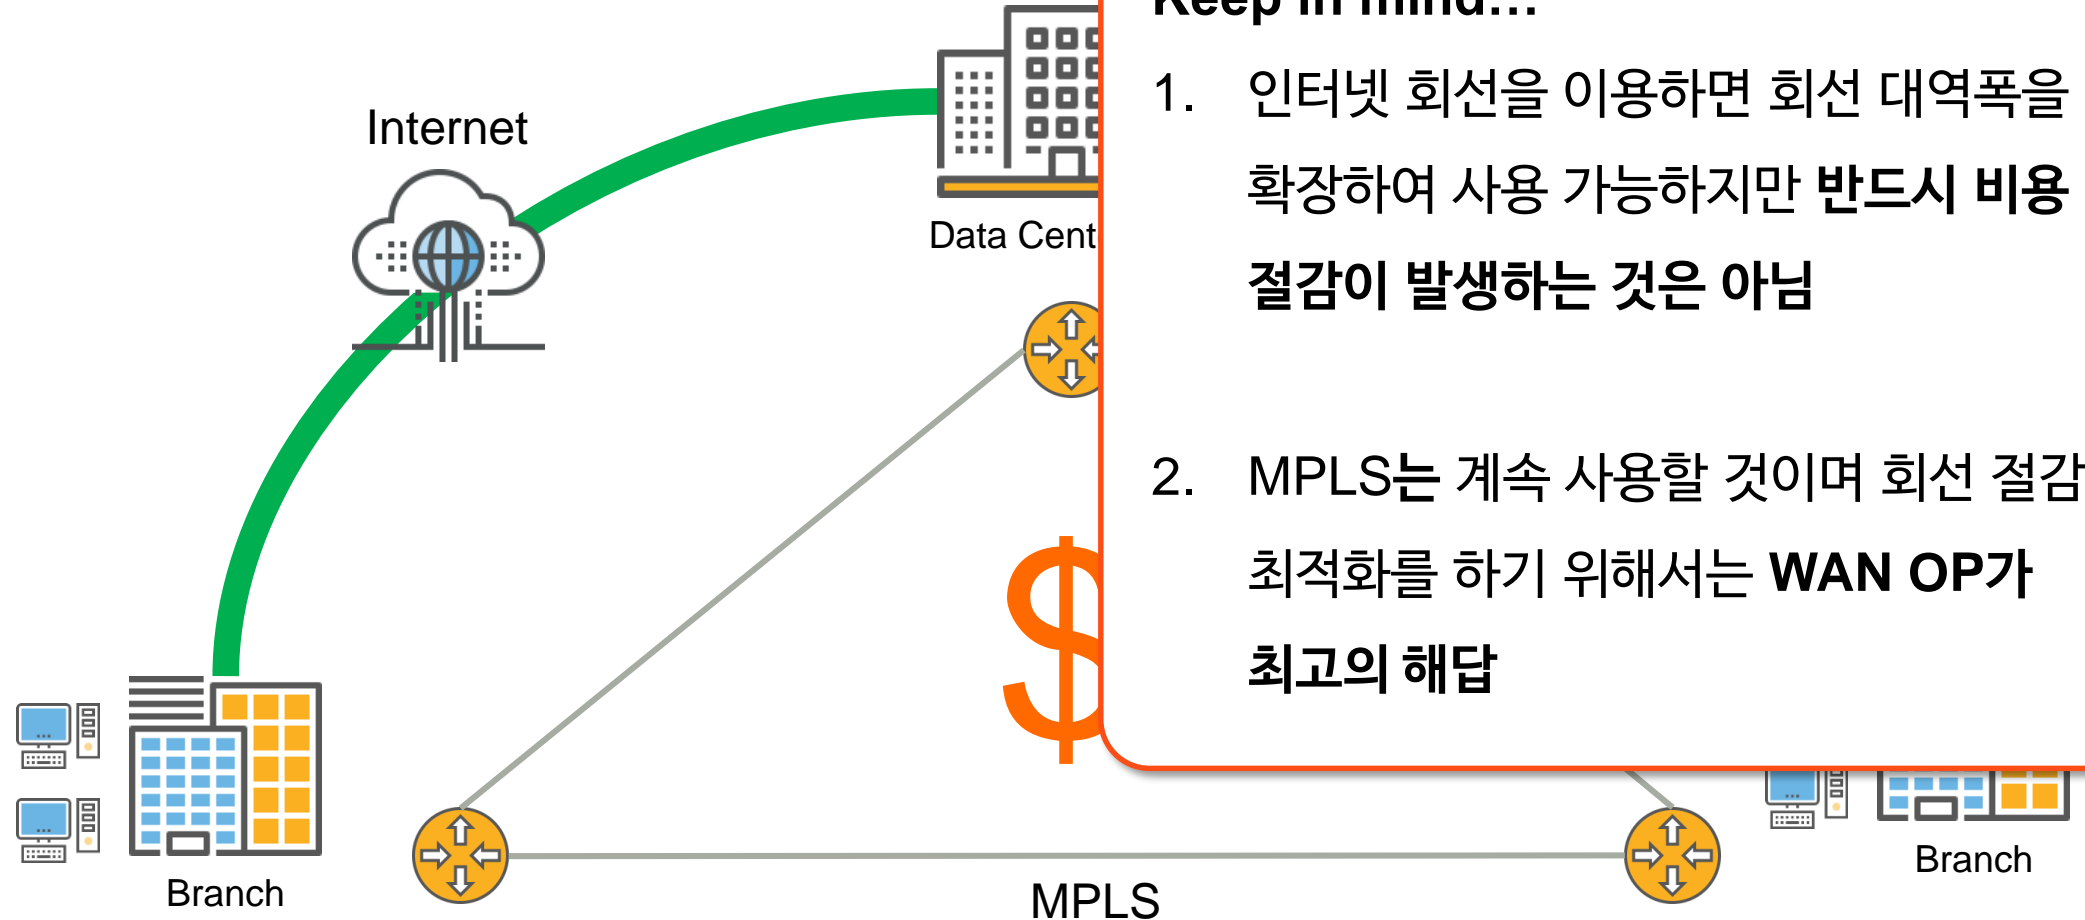 Keep in mind...
1. 인터넷 회선을 이용하면 회선 대역폭을
확장하여 사용 가능하지만 반드시 비용
절감이 발생하는 것은 아님
2. MPLS는 계속 사용할 것이며 회선 절감
최적화를 하기 위해서는 WAN OP가
최고의 해답
Internet
Data Cent
$
Branch
MPLS
Branch